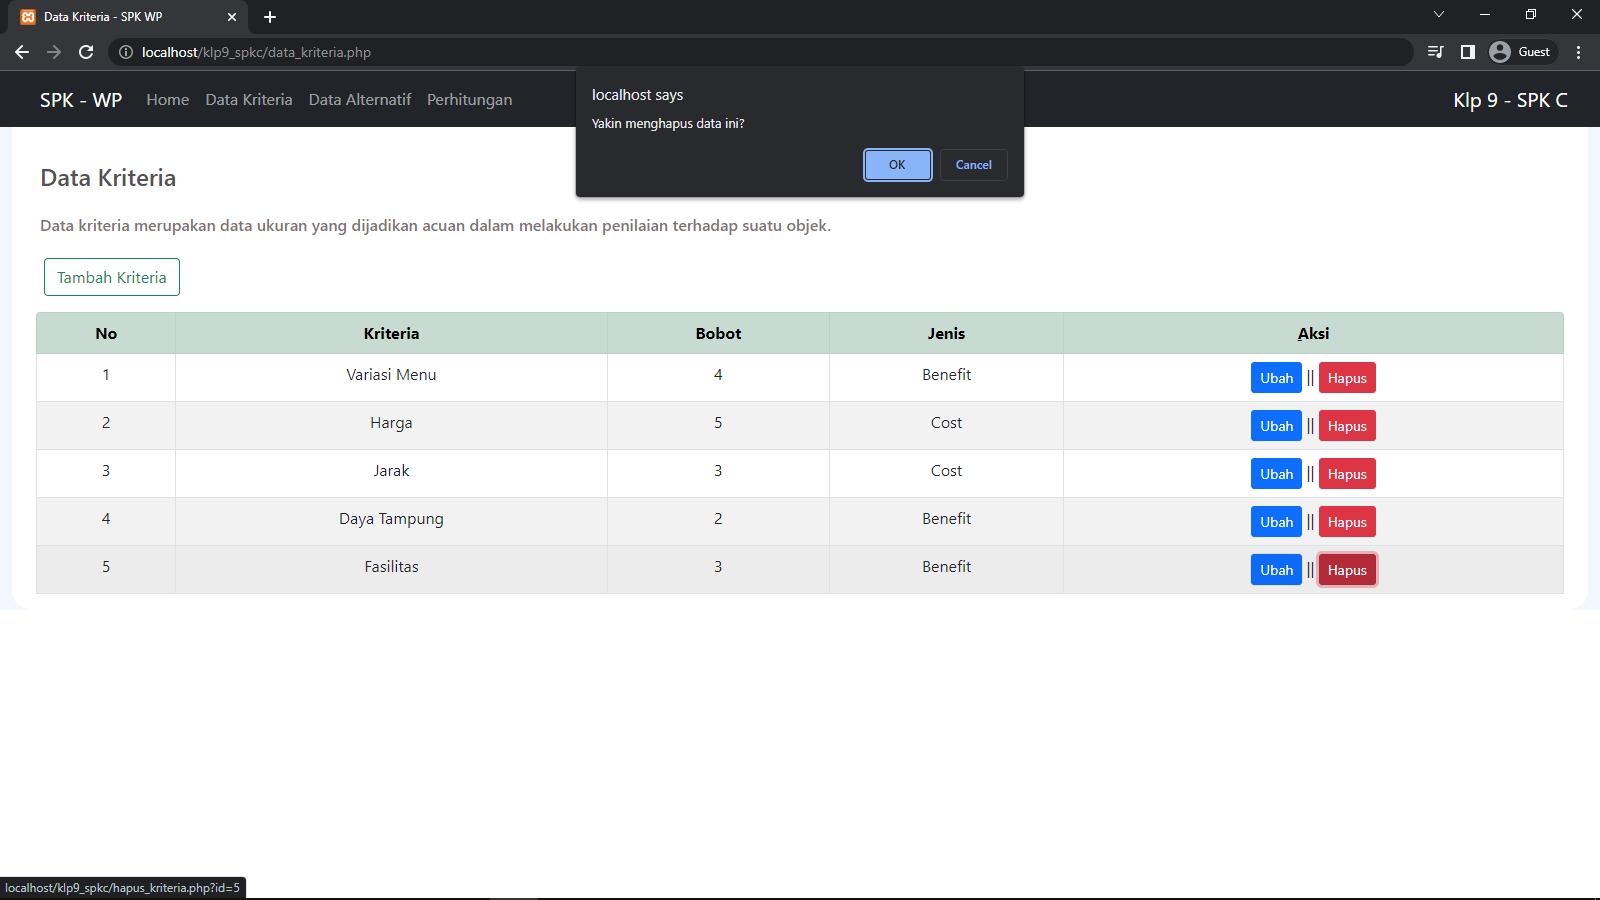 Data Kriteria - SPK WP
localhost/klp9_spkc/data_kriteria.php
Guest
SPK - WP Home Data Kriteria Data Alternatif Perhitungan
Klp 9 - SPK C
localhost says
Yakin menghapus data ini?
OK Cancel
Data Kriteria
Data kriteria merupakan data ukuran yang dijadikan acuan dalam melakukan penilaian terhadap suatu objek.
Tambah Kriteria
No Kriteria Bobot Jenis Aksi
1 Variasi Menu 4 Benefit Ubah || Hapus
2 Harga 5 Cost Ubah || Hapus
3 Jarak 3 Cost Ubah || Hapus
4 Daya Tampung 2 Benefit Ubah || Hapus
5 Fasilitas 3 Benefit Ubah || Hapus
localhost/klp9_spkc/hapus_kriteria.php?id=5